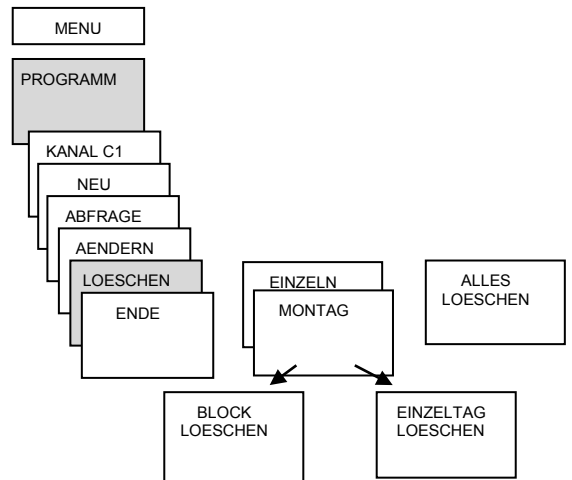 MENU
PROGRAMM
KANAL C1
NEU
ABFRAGE
AENDERN
LOESCHEN
ENDE
EINZELN
MONTAG
ALLES
LOESCHEN
BLOCK
LOESCHEN
EINZELTAG
LOESCHEN